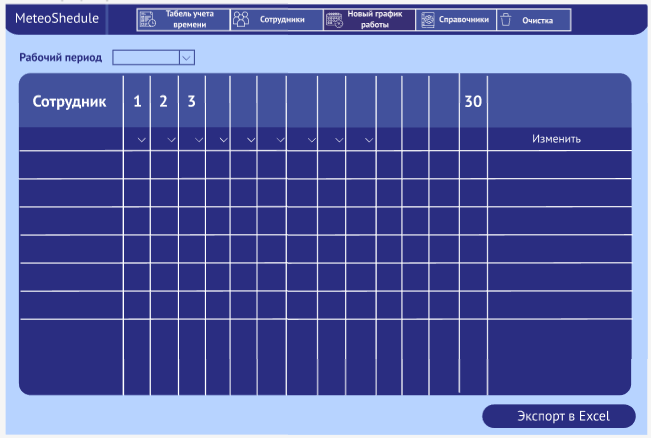 MeteoShedule
Табель учета
времени
Сотрудники
Новый график
работы
Справочники
Очистка
Рабочий период
Сотрудник 1 2 3 30
Изменить
Экспорт в Excel